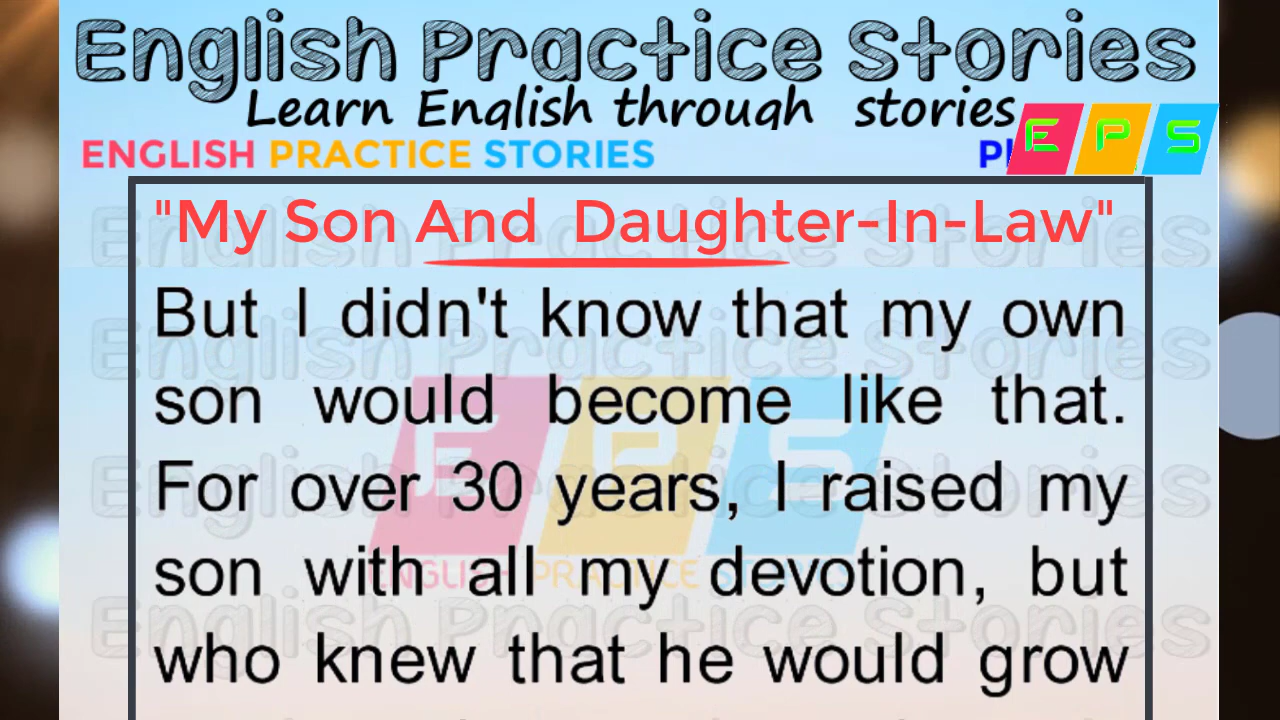 English Practice Stories
Learn English through stories
ENGLISH PRACTICE STORIES
E P S
"My Son And Daughter-In-Law"
But I didn't know that my own
son would become like that.
For over 30 years, I raised my
son with all my devotion, but
who knew that he would grow